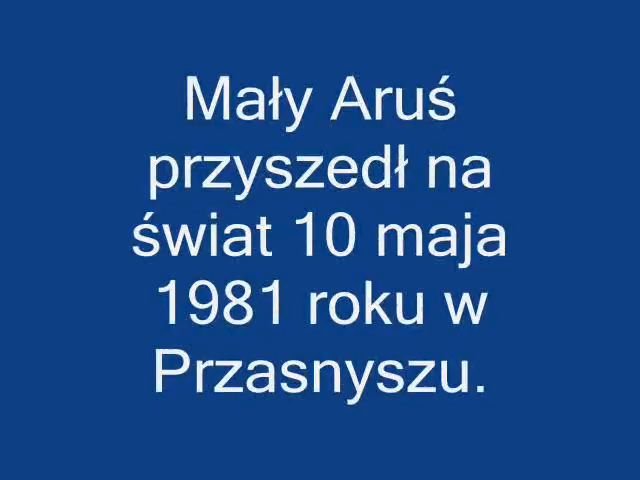 Mały Aruś
przyszedł na
świat 10 maja
1981 roku w
Przasnyszu.